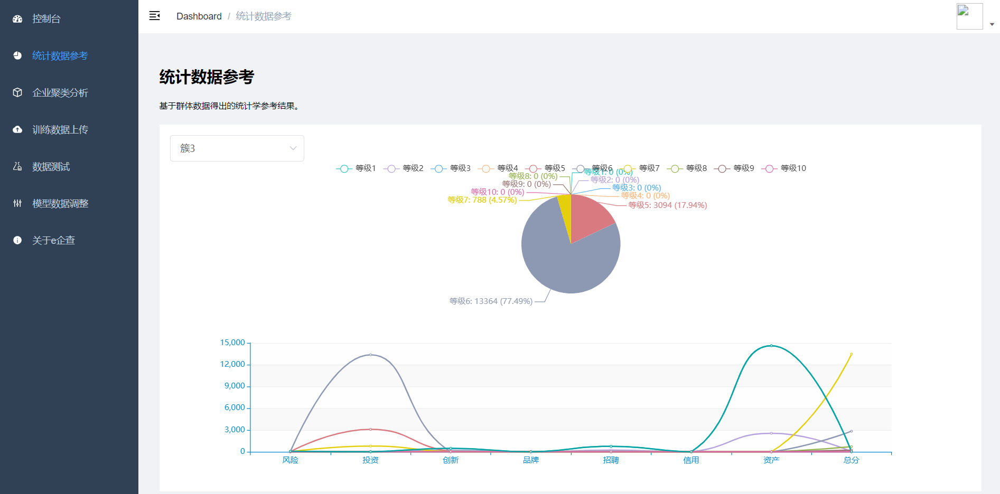 控制台
统计数据参考
企业聚类分析
训练数据上传
数据测试
模型数据调整
关于e企查
Dashboard / 统计数据参考
统计数据参考
基于群体数据得出的统计学参考结果。
簇3
等级1 等级2 等级3 等级4 等级5 等级6 等级7 等级8 等级9 等级10
等级1: 0 (0%)
等级8: 0 (0%)
等级2: 0 (0%)
等级9: 0 (0%)
等级3: 0 (0%)
等级10: 0 (0%)
等级4: 0 (0%)
等级7: 788 (4.57%)
等级5: 3094 (17.94%)
等级6: 13364 (77.49%)
15,000
12,000
9,000
6,000
3,000
0
风险 投资 创新 品牌 招聘 信用 资产 总分